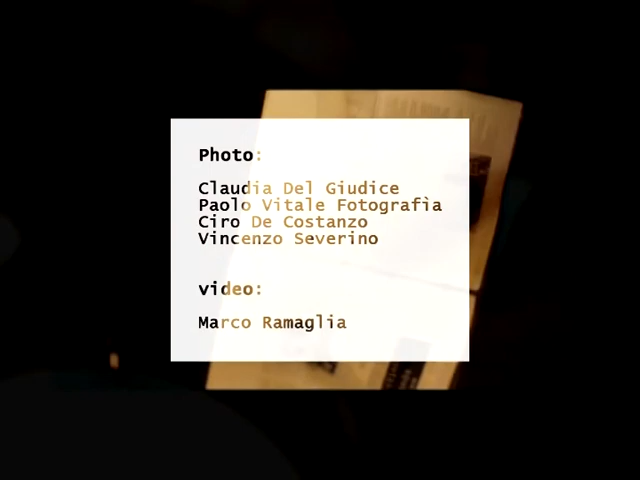 Photo:
Claudia Del Giudice
Paolo Vitale Fotografìa
Ciro De Costanzo
Vincenzo Severino
video:
Marco Ramaglia